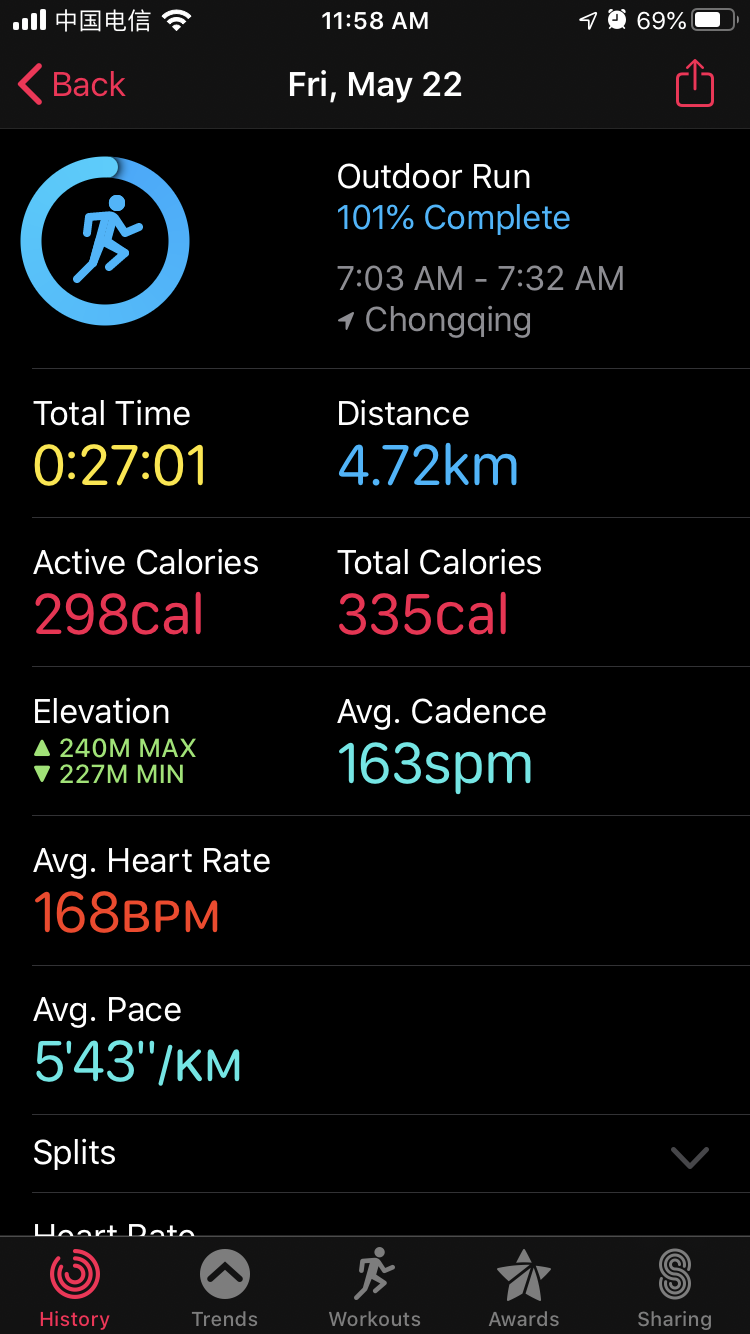 中国电信 11:58 AM 69%
Back Fri, May 22
Outdoor Run
101% Complete
7:03 AM - 7:32 AM
Chongqing
Total Time Distance
0:27:01 4.72km
Active Calories Total Calories
298cal 335cal
Elevation Avg. Cadence
240M MAX 163spm
227M MIN
Avg. Heart Rate
168BPM
Avg. Pace
5'43"/KM
Splits
Heart Rate
History Trends Workouts Awards Sharing